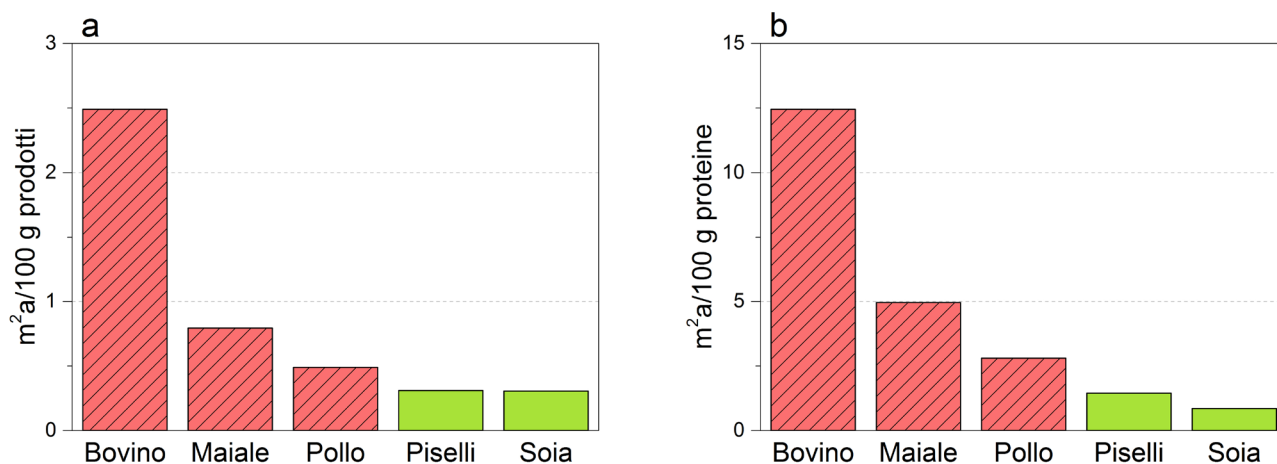 a
m²a/100 g prodotti
3
2
1
0
Bovino Maiale Pollo Piselli Soia
b
m²a/100 g proteine
15
10
5
0
Bovino Maiale Pollo Piselli Soia